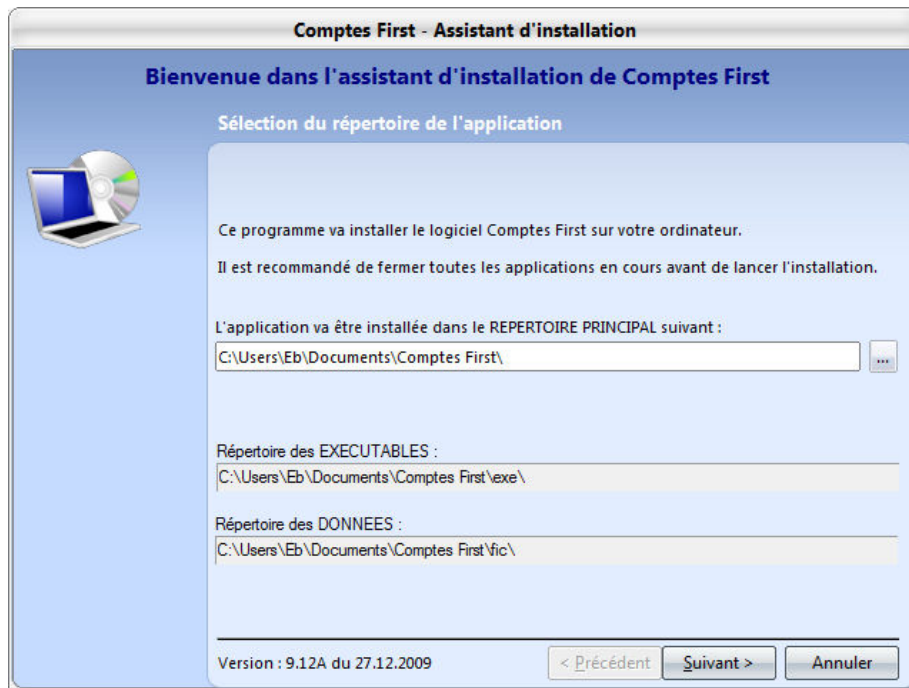 Comptes First - Assistant d'installation
Bienvenue dans l'assistant d'installation de Comptes First
Sélection du répertoire de l'application
Ce programme va installer le logiciel Comptes First sur votre ordinateur.
Il est recommandé de fermer toutes les applications en cours avant de lancer l'installation.
L'application va être installée dans le REPERTOIRE PRINCIPAL suivant :
C:\Users\Eb\Documents\Comptes First\
...
Répertoire des EXECUTABLES :
C:\Users\Eb\Documents\Comptes First\exe\
Répertoire des DONNEES :
C:\Users\Eb\Documents\Comptes First\fic\
Version : 9.12A du 27.12.2009
< Précédent
Suivant >
Annuler